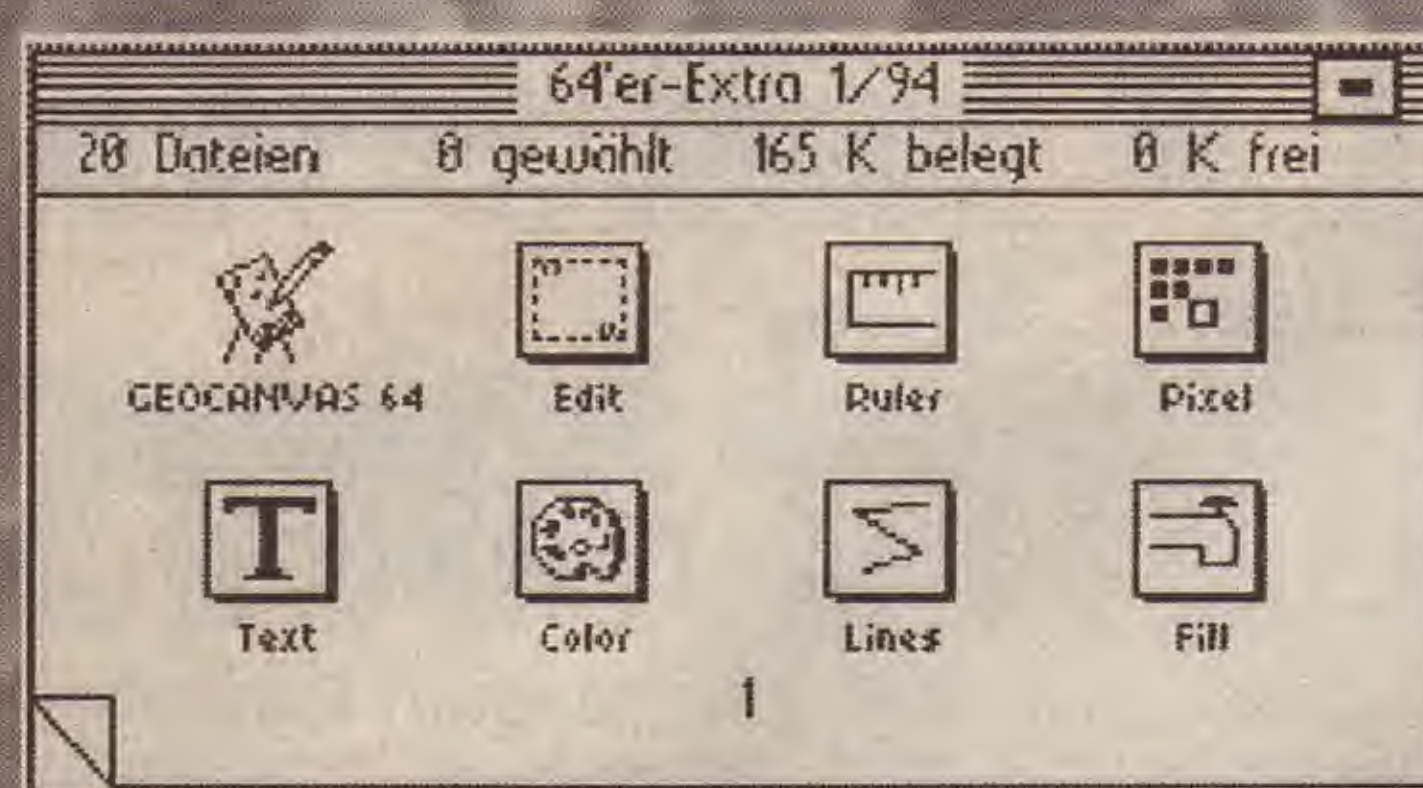 64'er-Extra 1/94
20 Dateien 0 gewählt 165 K belegt 0 K frei
GEOCANVAS 64 Edit Ruler Pixel
Text Color Lines Fill
1